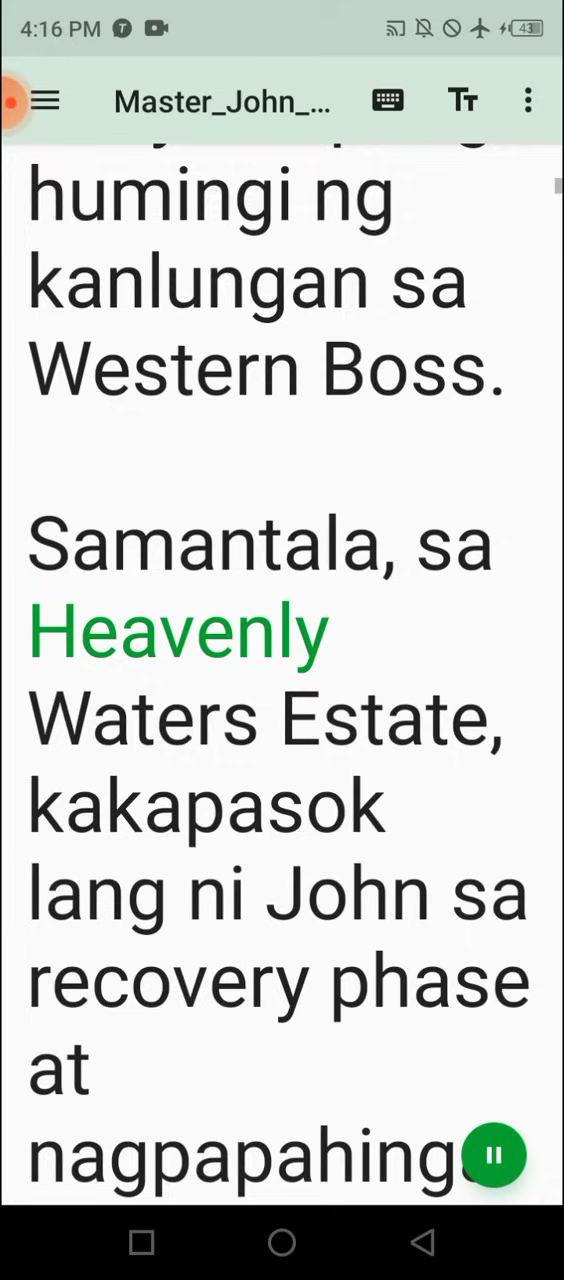 4:16 PM
43
Master_John_...
humingi ng
kanlungan sa
Western Boss.
Samantala, sa
Heavenly
Waters Estate,
kakapasok
lang ni John sa
recovery phase
at